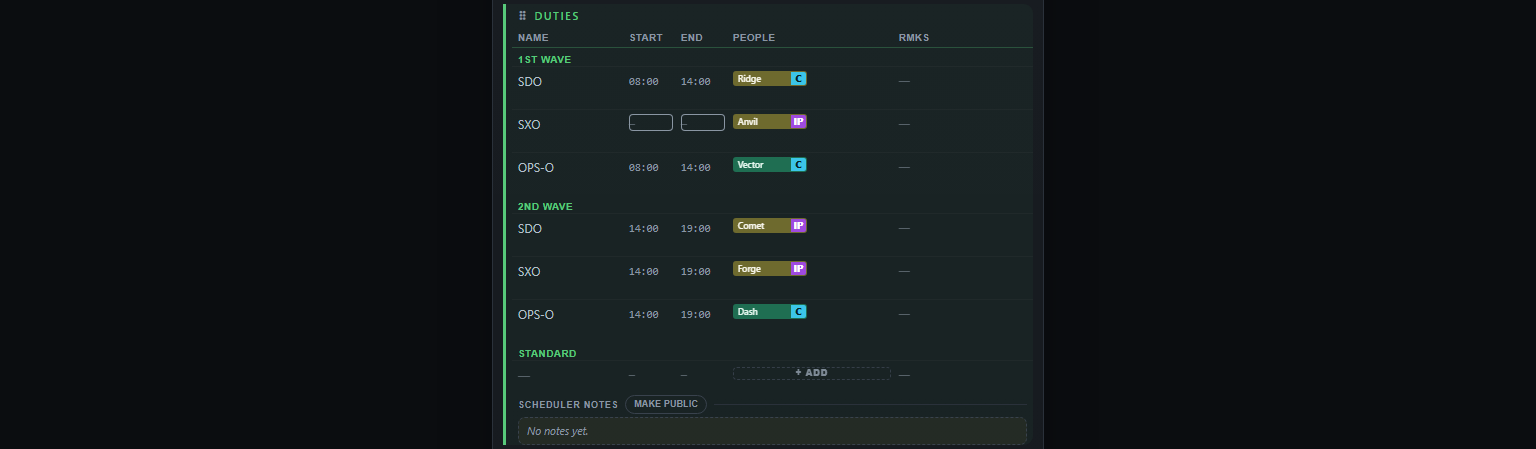 DUTIES
NAME START END PEOPLE RMKS
1ST WAVE
SDO 08:00 14:00 Ridge C —
SXO – – Anvil IP —
OPS-O 08:00 14:00 Vector C —
2ND WAVE
SDO 14:00 19:00 Comet IP —
SXO 14:00 19:00 Forge IP —
OPS-O 14:00 19:00 Dash C —
STANDARD
— – – + ADD —
SCHEDULER NOTES MAKE PUBLIC
No notes yet.